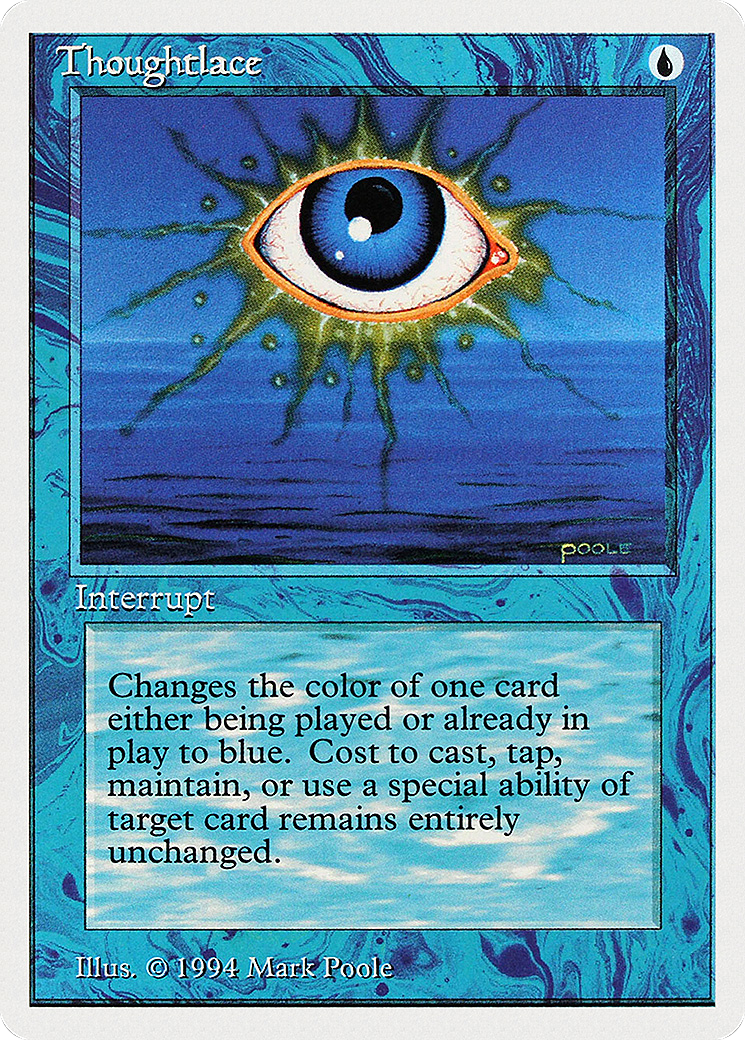 Thoughtlace
POOLE
Interrupt
Changes the color of one card
either being played or already in
play to blue. Cost to cast, tap,
maintain, or use a special ability of
target card remains entirely
unchanged.
Illus. © 1994 Mark Poole